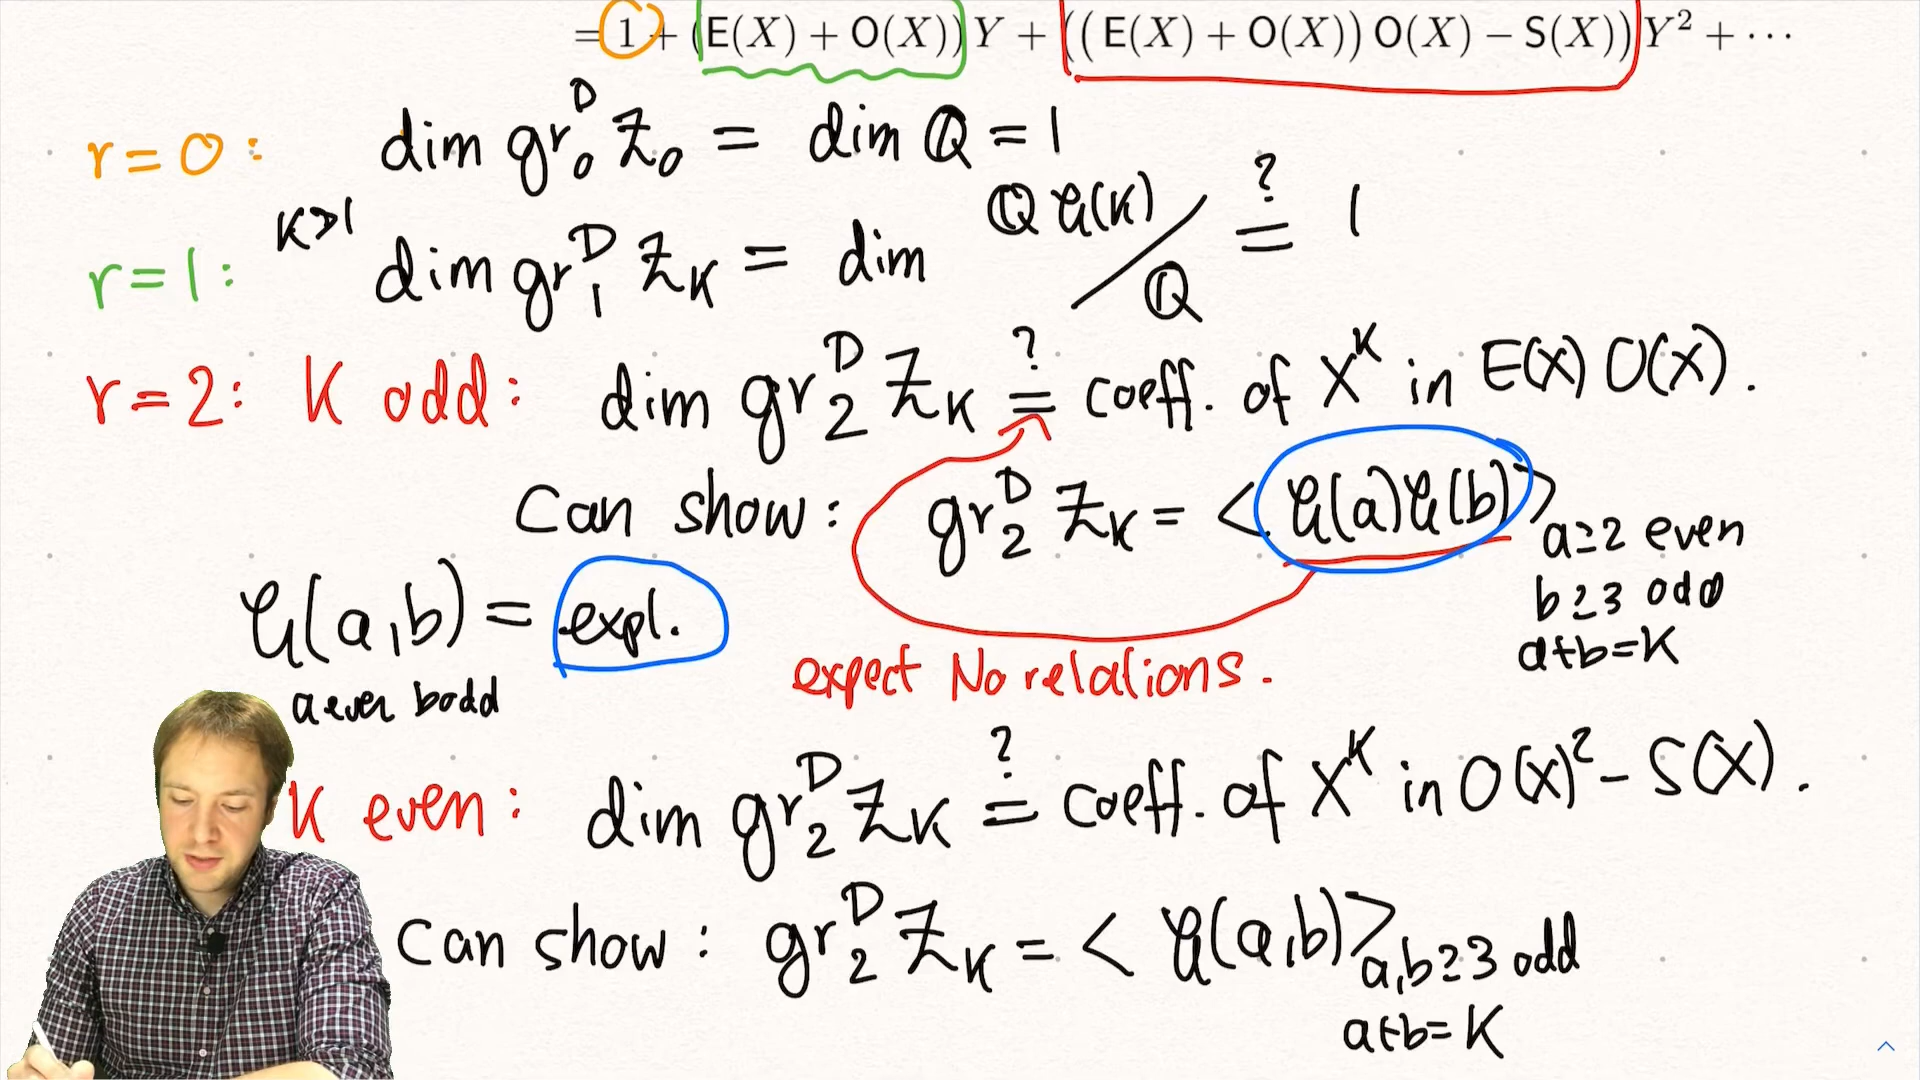 = 1 + (E(X) + O(X)) Y + ((E(X) + O(X)) O(X) − S(X)) Y² + ⋯
r=0: dim gr₀ᴰ Z₀ = dim Q = 1
r=1: K>1 dim gr₁ᴰ Z_K = dim Qζ(K)/Q ?= 1
r=2: K odd: dim gr₂ᴰ Z_K ?= coeff. of X^K in E(X) O(X).
Can show: gr₂ᴰ Z_K = < ζ(a)ζ(b) > a≥2 even
b≥3 odd
a+b=K
ζ(a,b) = expl.
a even b odd
expect No relations.
K even: dim gr₂ᴰ Z_K ?= coeff. of X^K in O(X)² − S(X).
Can show: gr₂ᴰ Z_K = < ζ(a,b) > a,b≥3 odd
a+b=K